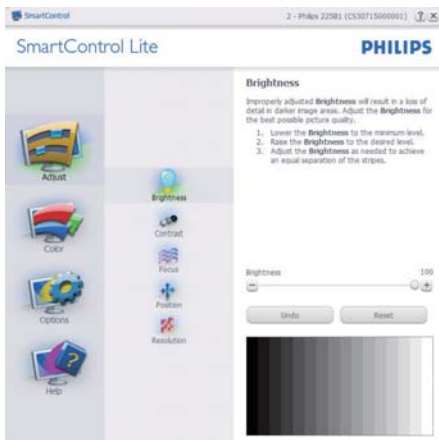 SmartControl
2 - Philips 225B1 (CS30715000001)
SmartControl Lite
PHILIPS
Adjust
Color
Options
Help
Brightness
Contrast
Focus
Position
Resolution
Brightness
Improperly adjusted Brightness will result in a loss of
detail in darker image areas. Adjust the Brightness for
the best possible picture quality.
1. Lower the Brightness to the minimum level.
2. Raise the Brightness to the desired level.
3. Adjust the Brightness as needed to achieve
an equal separation of the stripes.
Brightness 100
Undo Reset